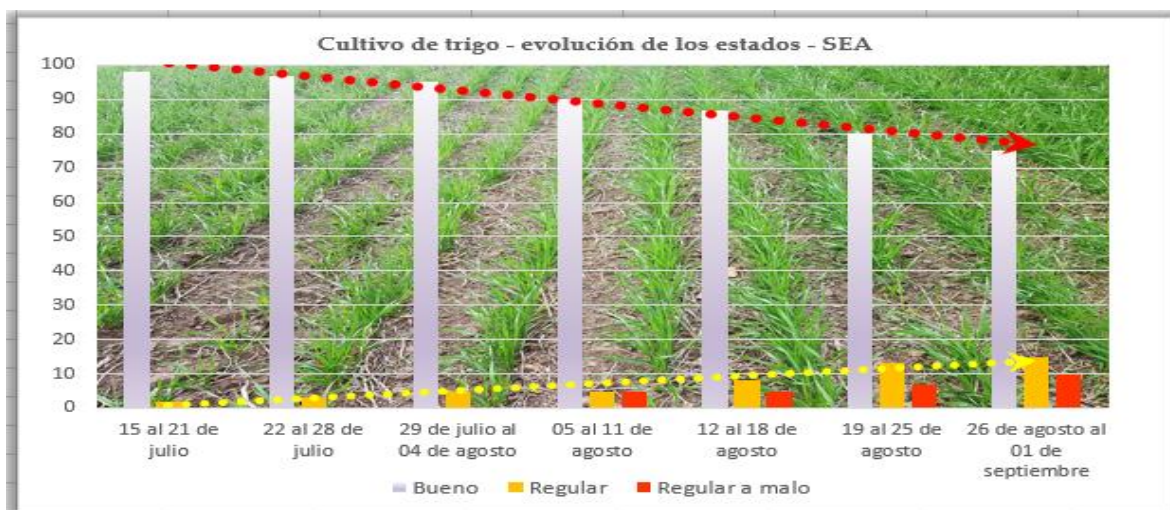 Cultivo de trigo - evolución de los estados - SEA
100
90
80
70
60
50
40
30
20
10
0
15 al 21 de
julio
22 al 28 de
julio
29 de julio al
04 de agosto
05 al 11 de
agosto
12 al 18 de
agosto
19 al 25 de
agosto
26 de agosto al
01 de
septiembre
Bueno Regular Regular a malo